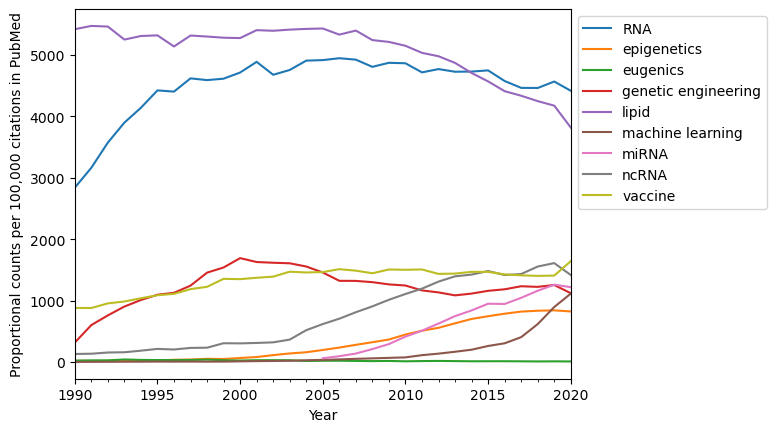 Proportional counts per 100,000 citations in PubMed
5000
4000
3000
2000
1000
0
1990 1995 2000 2005 2010 2015 2020
Year
RNA
epigenetics
eugenics
genetic engineering
lipid
machine learning
miRNA
ncRNA
vaccine